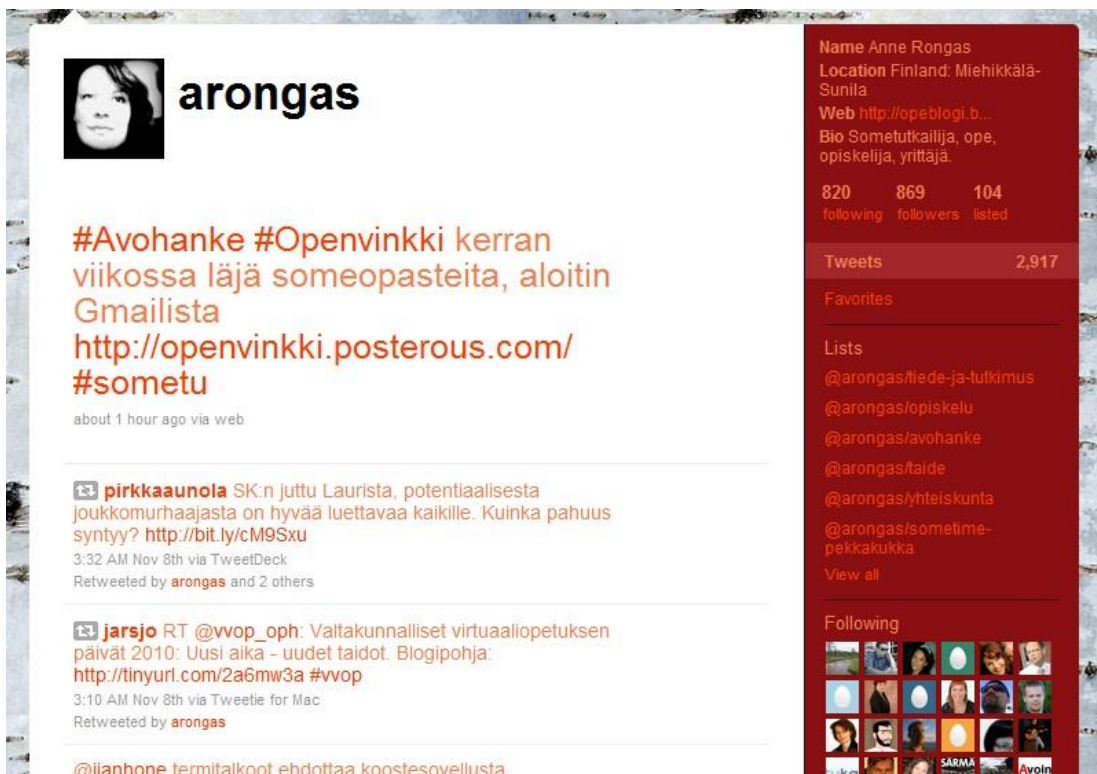 arongas
#Avohanke #Openvinkki kerran
viikossa läjä someopasteita, aloitin
Gmailista
http://openvinkki.posterous.com/
#sometu
about 1 hour ago via web
pirkkaaunola SK:n juttu Laurista, potentiaalisesta
joukkomurhaajasta on hyvää luettavaa kaikille. Kuinka pahuus
syntyy? http://bit.ly/cM9Sxu
3:32 AM Nov 8th via TweetDeck
Retweeted by arongas and 2 others
jarsjo RT @vvop_oph: Valtakunnalliset virtuaaliopetuksen
päivät 2010: Uusi aika - uudet taidot. Blogipohja:
http://tinyurl.com/2a6mw3a #vvop
3:10 AM Nov 8th via Tweetie for Mac
Retweeted by arongas
termitalkoot ehdottaa koostesovellusta
Name Anne Rongas
Location Finland: Miehikkälä-
Sunila
Web http://opeblogi.b...
Bio Sometutkailija, ope,
opiskelija, yrittäjä.
820 869 104
following followers listed
Tweets 2,917
Favorites
Lists
@arongas/tiede-ja-tutkimus
@arongas/opiskelu
@arongas/avohanke
@arongas/taide
@arongas/yhteiskunta
@arongas/sometime-
pekkakukka
View all
Following
SÄRMÄ
Avoin